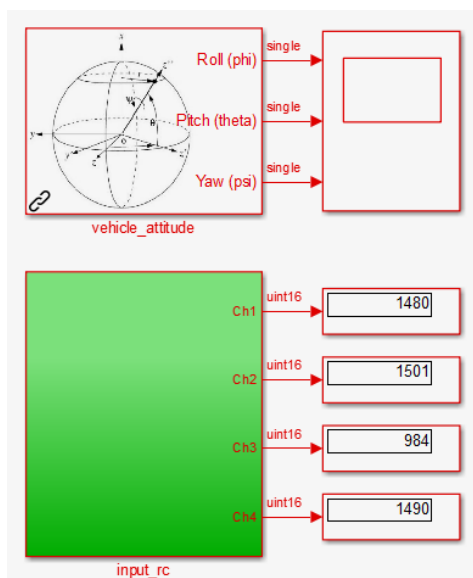 single
Roll (phi)
single
Pitch (theta)
single
Yaw (psi)
vehicle_attitude
uint16
Ch1
1480
uint16
Ch2
1501
uint16
Ch3
984
uint16
Ch4
1490
input_rc